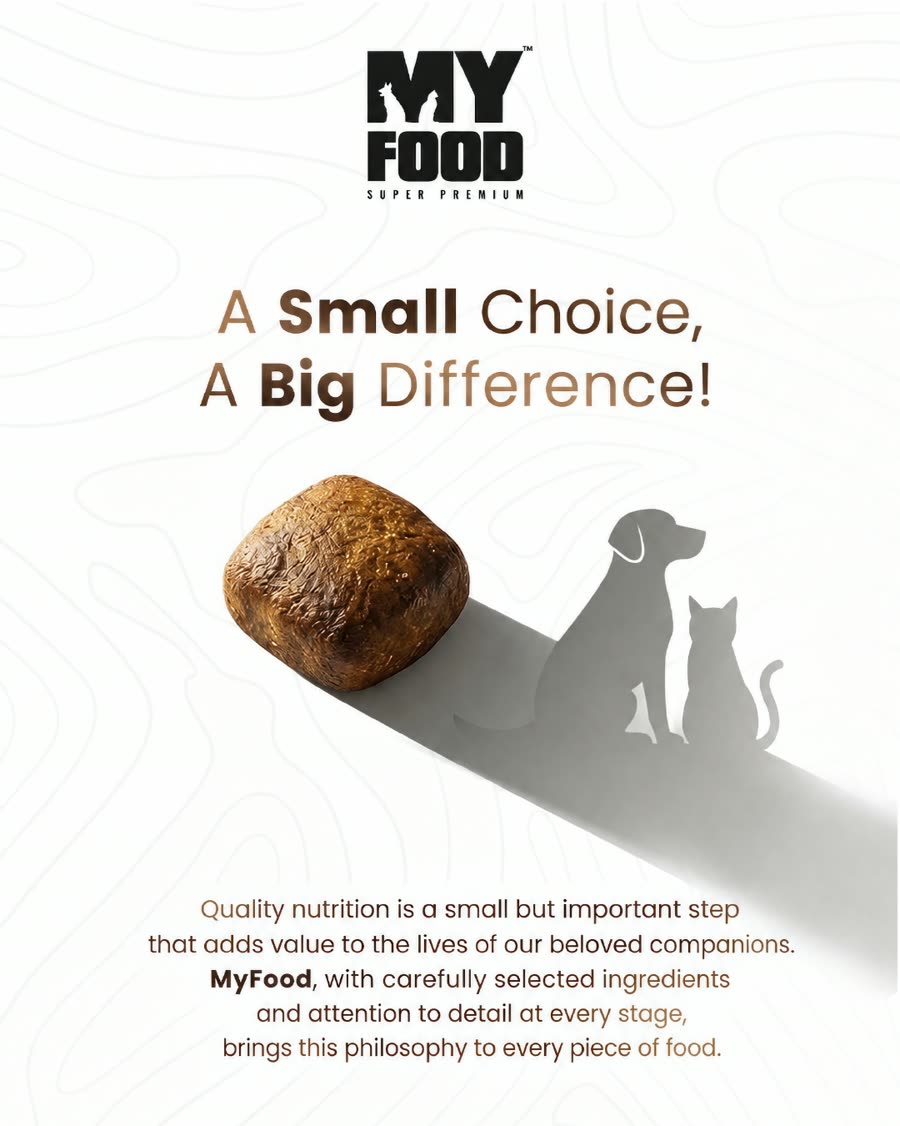 MY™
FOOD
SUPER PREMIUM
A Small Choice,
A Big Difference!
Quality nutrition is a small but important step
that adds value to the lives of our beloved companions.
MyFood, with carefully selected ingredients
and attention to detail at every stage,
brings this philosophy to every piece of food.